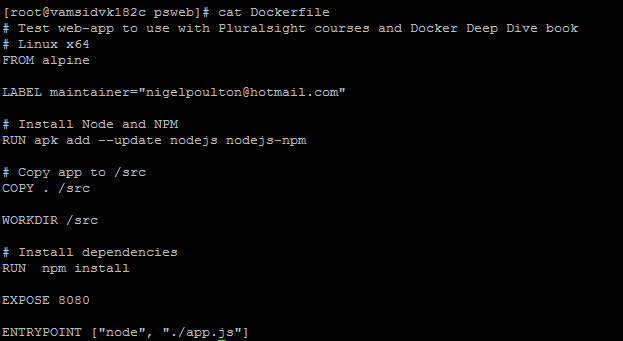 [root@vamsidvk182c psweb]# cat Dockerfile
# Test web-app to use with Pluralsight courses and Docker Deep Dive book
# Linux x64
FROM alpine
LABEL maintainer="nigelpoulton@hotmail.com"
# Install Node and NPM
RUN apk add --update nodejs nodejs-npm
# Copy app to /src
COPY . /src
WORKDIR /src
# Install dependencies
RUN  npm install
EXPOSE 8080
ENTRYPOINT ["node", "./app.js"]